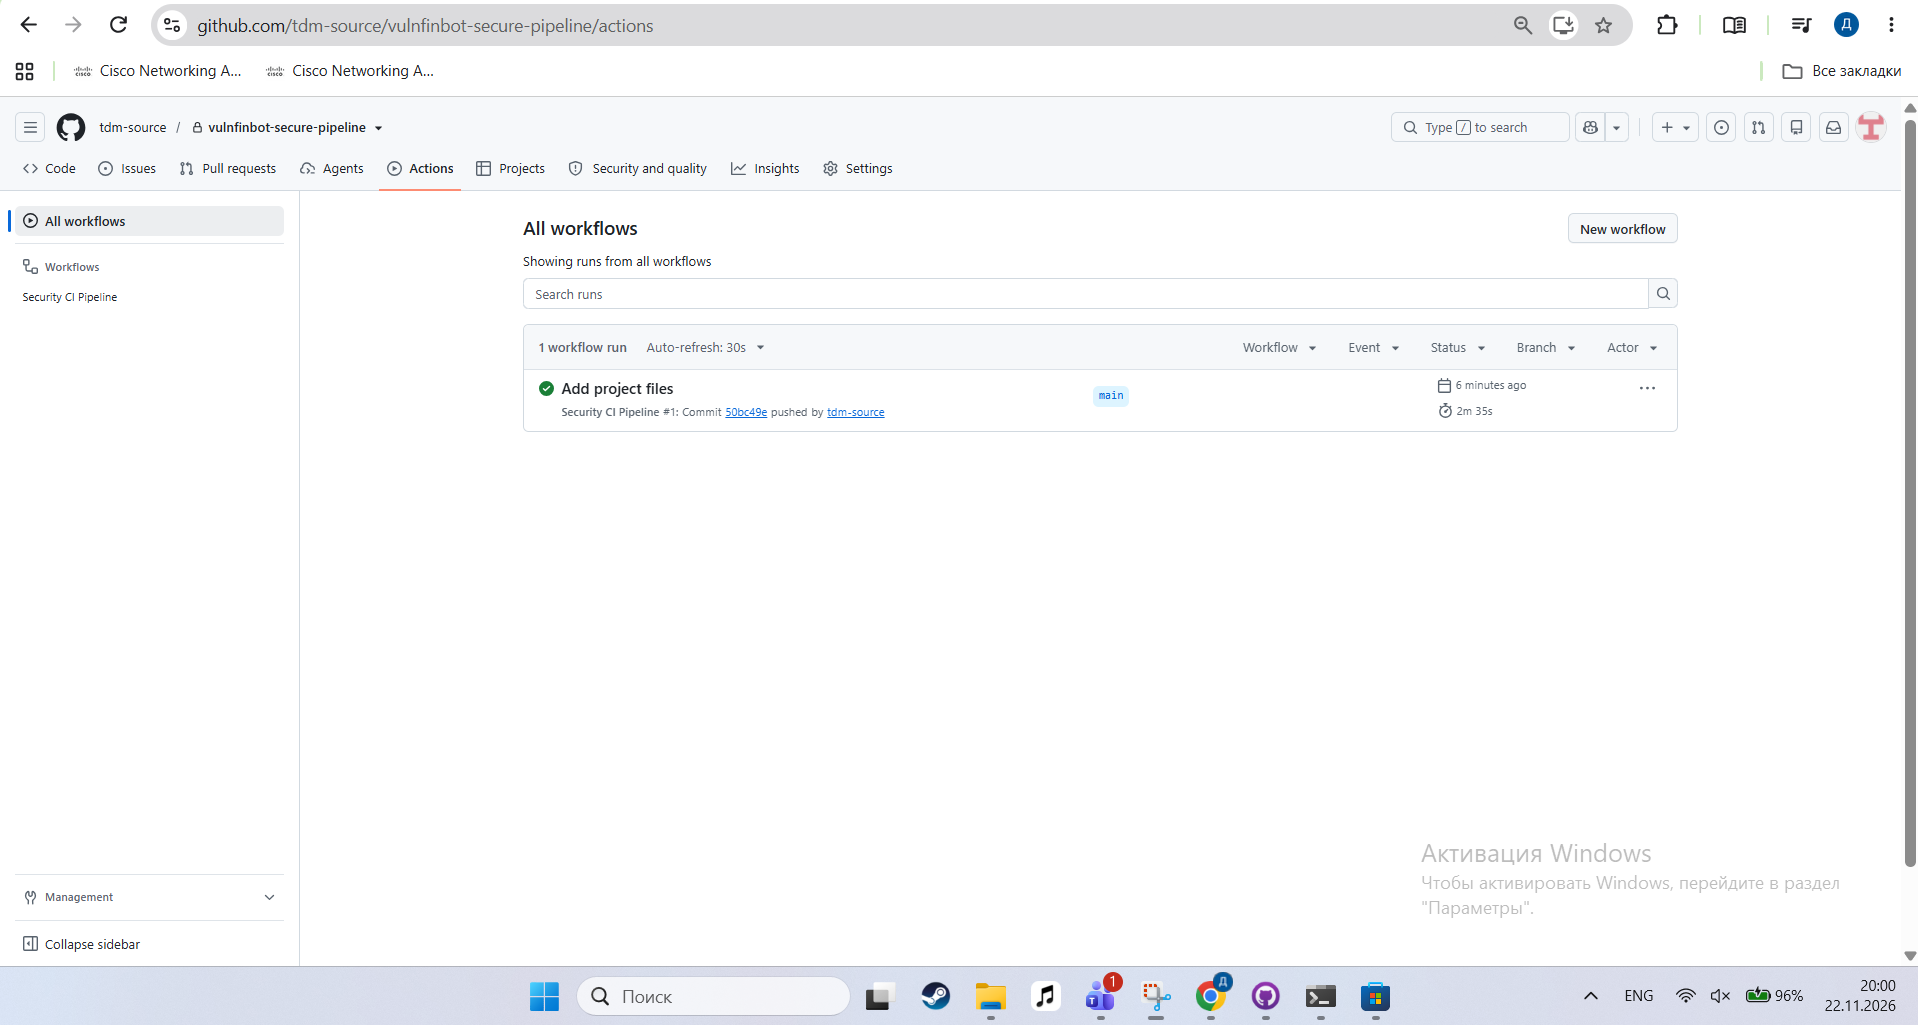 github.com/tdm-source/vulnfinbot-secure-pipeline/actions
Д
Cisco Networking A...
Cisco Networking A...
Все закладки
tdm-source / vulnfinbot-secure-pipeline
Type / to search
Code
Issues
Pull requests
Agents
Actions
Projects
Security and quality
Insights
Settings
All workflows
Workflows
Security CI Pipeline
Management
Collapse sidebar
All workflows
New workflow
Showing runs from all workflows
Search runs
1 workflow run
Auto-refresh: 30s
Workflow
Event
Status
Branch
Actor
Add project files
Security CI Pipeline #1: Commit 50bc49e pushed by tdm-source
main
6 minutes ago
2m 35s
Активация Windows
Чтобы активировать Windows, перейдите в раздел
"Параметры".
Поиск
1
Д
ENG
96%
20:00
22.11.2026